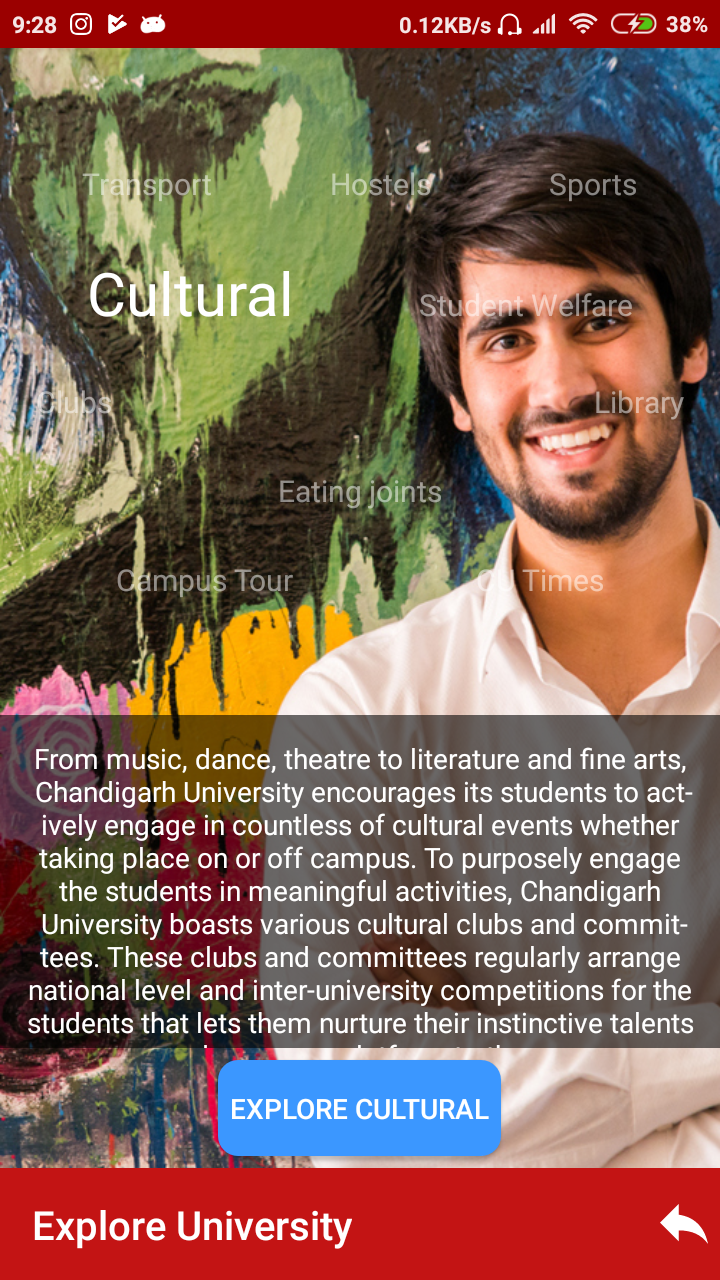 9:28 0.12KB/s 38%
Transport Hostels Sports
Cultural Student Welfare
Clubs Library
Eating joints
Campus Tour CU Times
From music, dance, theatre to literature and fine arts,
Chandigarh University encourages its students to act-
ively engage in countless of cultural events whether
taking place on or off campus. To purposely engage
the students in meaningful activities, Chandigarh
University boasts various cultural clubs and commit-
tees. These clubs and committees regularly arrange
national level and inter-university competitions for the
students that lets them nurture their instinctive talents
EXPLORE CULTURAL
Explore University